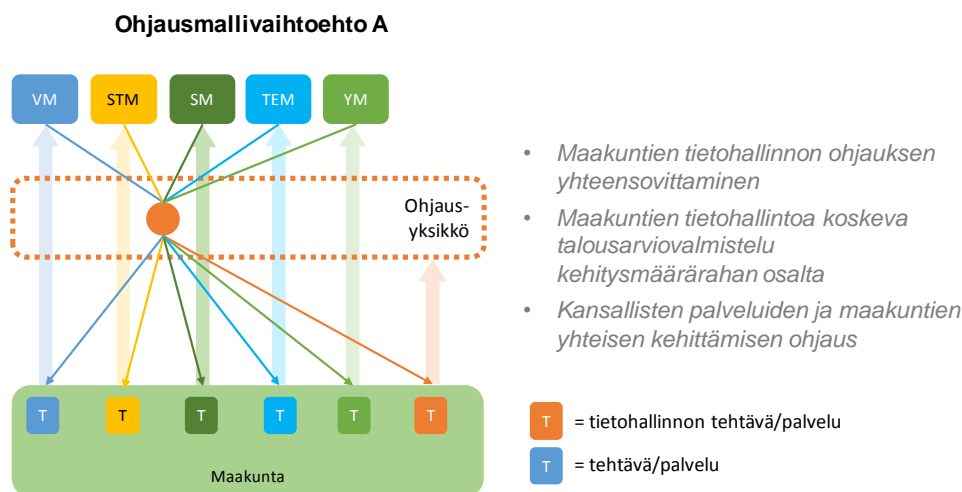 Ohjausmallivaihtoehto A
VM STM SM TEM YM
Ohjaus-
yksikkö
• Maakuntien tietohallinnon ohjauksen
yhteensovittaminen
• Maakuntien tietohallintoa koskeva
talousarviovalmistelu
kehitysmäärärahan osalta
• Kansallisten palveluiden ja maakuntien
yhteisen kehittämisen ohjaus
T T T T T T
Maakunta
T = tietohallinnon tehtävä/palvelu
T = tehtävä/palvelu